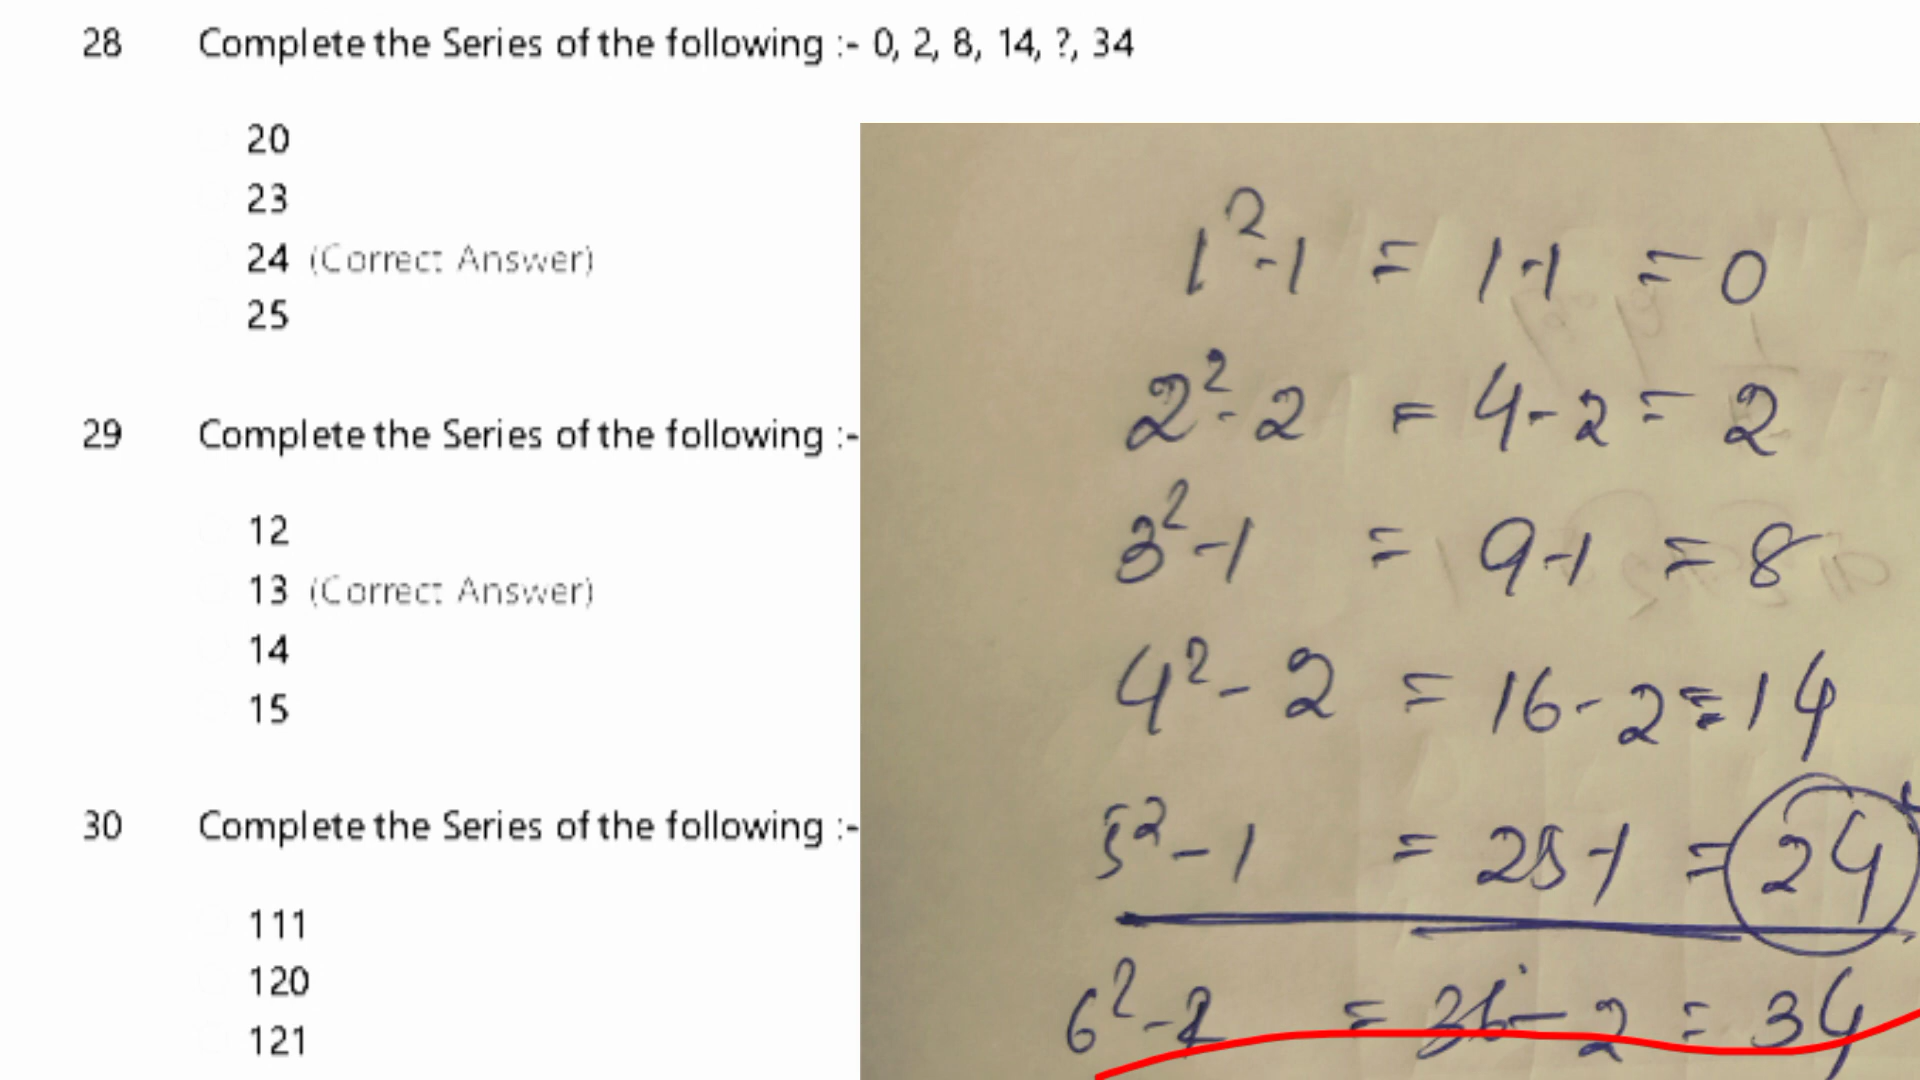 28 Complete the Series of the following :- 0, 2, 8, 14, ?, 34
20
23
24 (Correct Answer)
25
29 Complete the Series of the following :-
12
13 (Correct Answer)
14
15
30 Complete the Series of the following :-
111
120
121
1²-1 = 1-1 = 0
2²-2 = 4-2 = 2
3²-1 = 9-1 = 8
4²-2 = 16-2 = 14
5²-1 = 25-1 = 24
6²-2 = 36-2 = 34